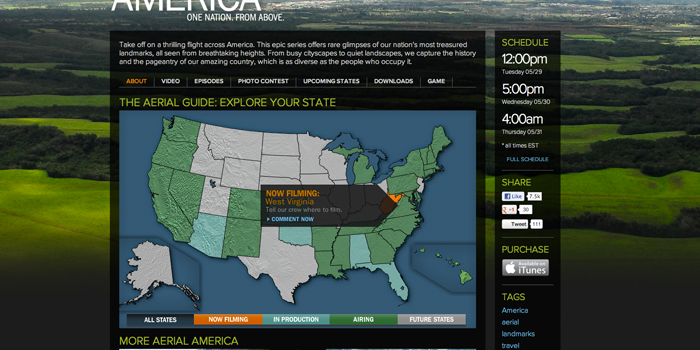 AMERICA
ONE NATION. FROM ABOVE.
Take off on a thrilling flight across America. This epic series offers rare glimpses of our nation's most treasured
landmarks, all seen from breathtaking heights. From busy cityscapes to quiet landscapes, we capture the history
and the pageantry of our amazing country, which is as diverse as the people who occupy it.
ABOUT VIDEO EPISODES PHOTO CONTEST UPCOMING STATES DOWNLOADS GAME
THE AERIAL GUIDE: EXPLORE YOUR STATE
NOW FILMING:
West Virginia
Tell our crew where to film.
COMMENT NOW
ALL STATES NOW FILMING IN PRODUCTION AIRING FUTURE STATES
MORE AERIAL AMERICA
SCHEDULE
12:00pm
Tuesday 05/29
5:00pm
Wednesday 05/30
4:00am
Thursday 05/31
* all times EST
FULL SCHEDULE
SHARE
Like 7.5k
+1 30
Tweet 111
PURCHASE
Available on
iTunes
TAGS
America
aerial
landmarks
travel